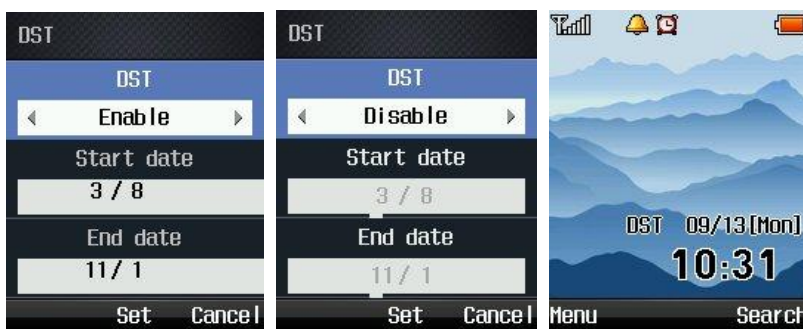 DST
DST
Enable
Start date
3 / 8
End date
11/ 1
Set Cancel
DST
DST
Disable
Start date
3 / 8
End date
11/ 1
Set Cancel
DST 09/13[Mon]
10:31
Menu Search